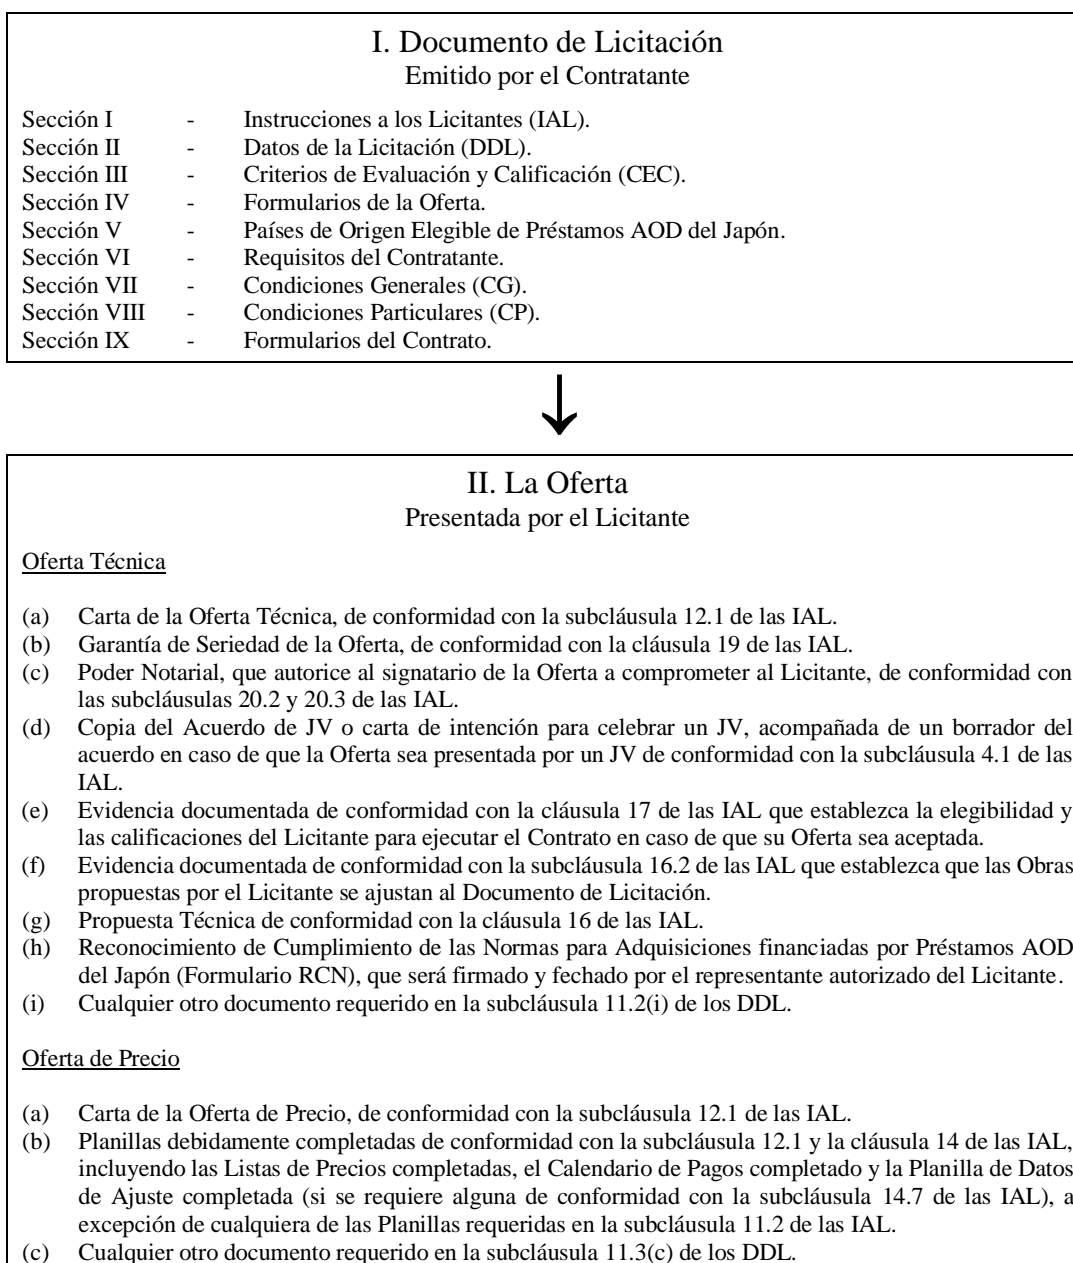 I. Documento de Licitación
Emitido por el Contratante
Sección I - Instrucciones a los Licitantes (IAL).
Sección II - Datos de la Licitación (DDL).
Sección III - Criterios de Evaluación y Calificación (CEC).
Sección IV - Formularios de la Oferta.
Sección V - Países de Origen Elegible de Préstamos AOD del Japón.
Sección VI - Requisitos del Contratante.
Sección VII - Condiciones Generales (CG).
Sección VIII - Condiciones Particulares (CP).
Sección IX - Formularios del Contrato.
II. La Oferta
Presentada por el Licitante
Oferta Técnica
(a) Carta de la Oferta Técnica, de conformidad con la subcláusula 12.1 de las IAL.
(b) Garantía de Seriedad de la Oferta, de conformidad con la cláusula 19 de las IAL.
(c) Poder Notarial, que autorice al signatario de la Oferta a comprometer al Licitante, de conformidad con
las subcláusulas 20.2 y 20.3 de las IAL.
(d) Copia del Acuerdo de JV o carta de intención para celebrar un JV, acompañada de un borrador del
acuerdo en caso de que la Oferta sea presentada por un JV de conformidad con la subcláusula 4.1 de las
IAL.
(e) Evidencia documentada de conformidad con la cláusula 17 de las IAL que establezca la elegibilidad y
las calificaciones del Licitante para ejecutar el Contrato en caso de que su Oferta sea aceptada.
(f) Evidencia documentada de conformidad con la subcláusula 16.2 de las IAL que establezca que las Obras
propuestas por el Licitante se ajustan al Documento de Licitación.
(g) Propuesta Técnica de conformidad con la cláusula 16 de las IAL.
(h) Reconocimiento de Cumplimiento de las Normas para Adquisiciones financiadas por Préstamos AOD
del Japón (Formulario RCN), que será firmado y fechado por el representante autorizado del Licitante.
(i) Cualquier otro documento requerido en la subcláusula 11.2(i) de los DDL.
Oferta de Precio
(a) Carta de la Oferta de Precio, de conformidad con la subcláusula 12.1 de las IAL.
(b) Planillas debidamente completadas de conformidad con la subcláusula 12.1 y la cláusula 14 de las IAL,
incluyendo las Listas de Precios completadas, el Calendario de Pagos completado y la Planilla de Datos
de Ajuste completada (si se requiere alguna de conformidad con la subcláusula 14.7 de las IAL), a
excepción de cualquiera de las Planillas requeridas en la subcláusula 11.2 de las IAL.
(c) Cualquier otro documento requerido en la subcláusula 11.3(c) de los DDL.